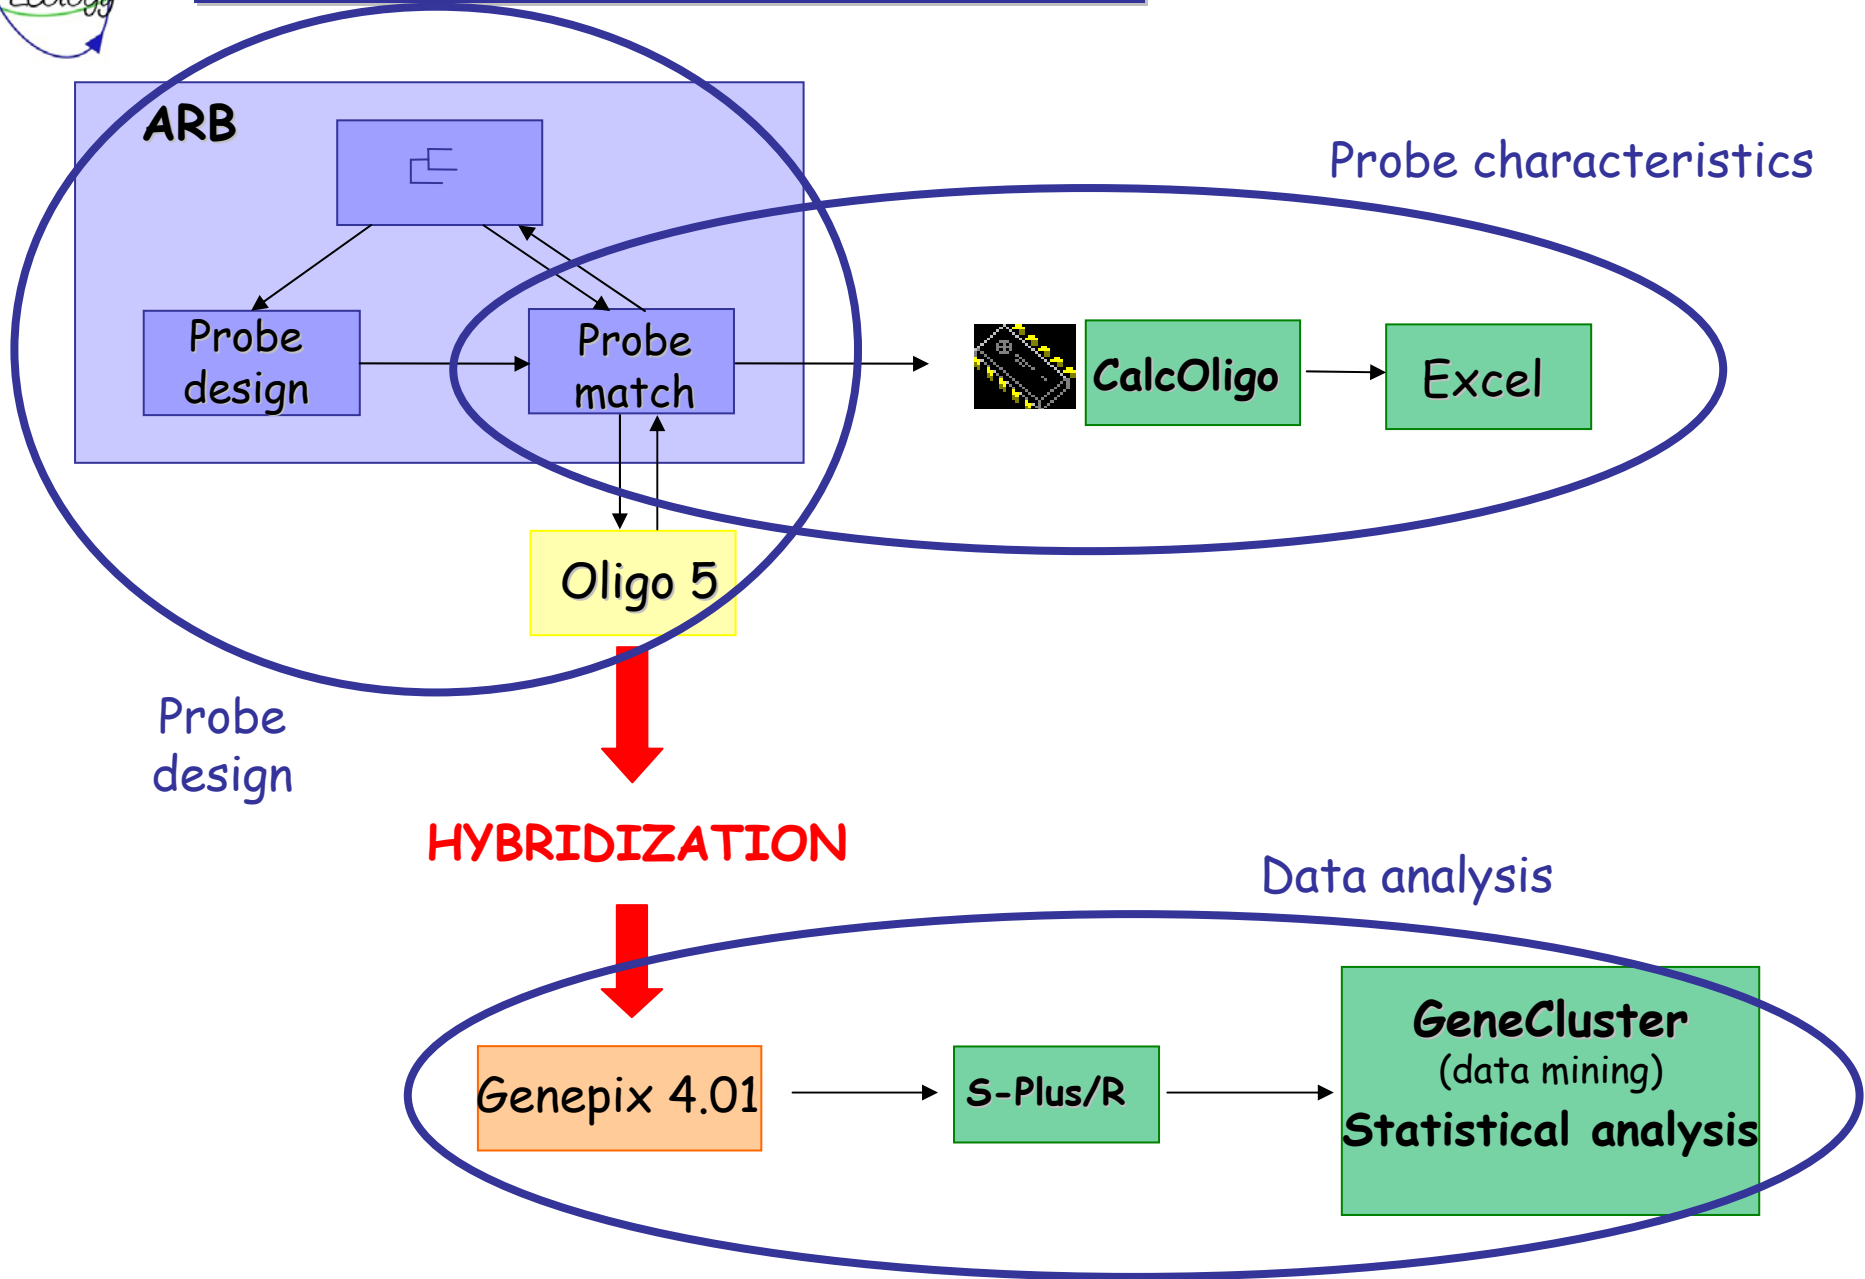 Ecology
ARB
Probe characteristics
Probe
design
Probe
match
CalcOligo
Excel
Oligo 5
Probe
design
HYBRIDIZATION
Data analysis
Genepix 4.01
S-Plus/R
GeneCluster
(data mining)
Statistical analysis